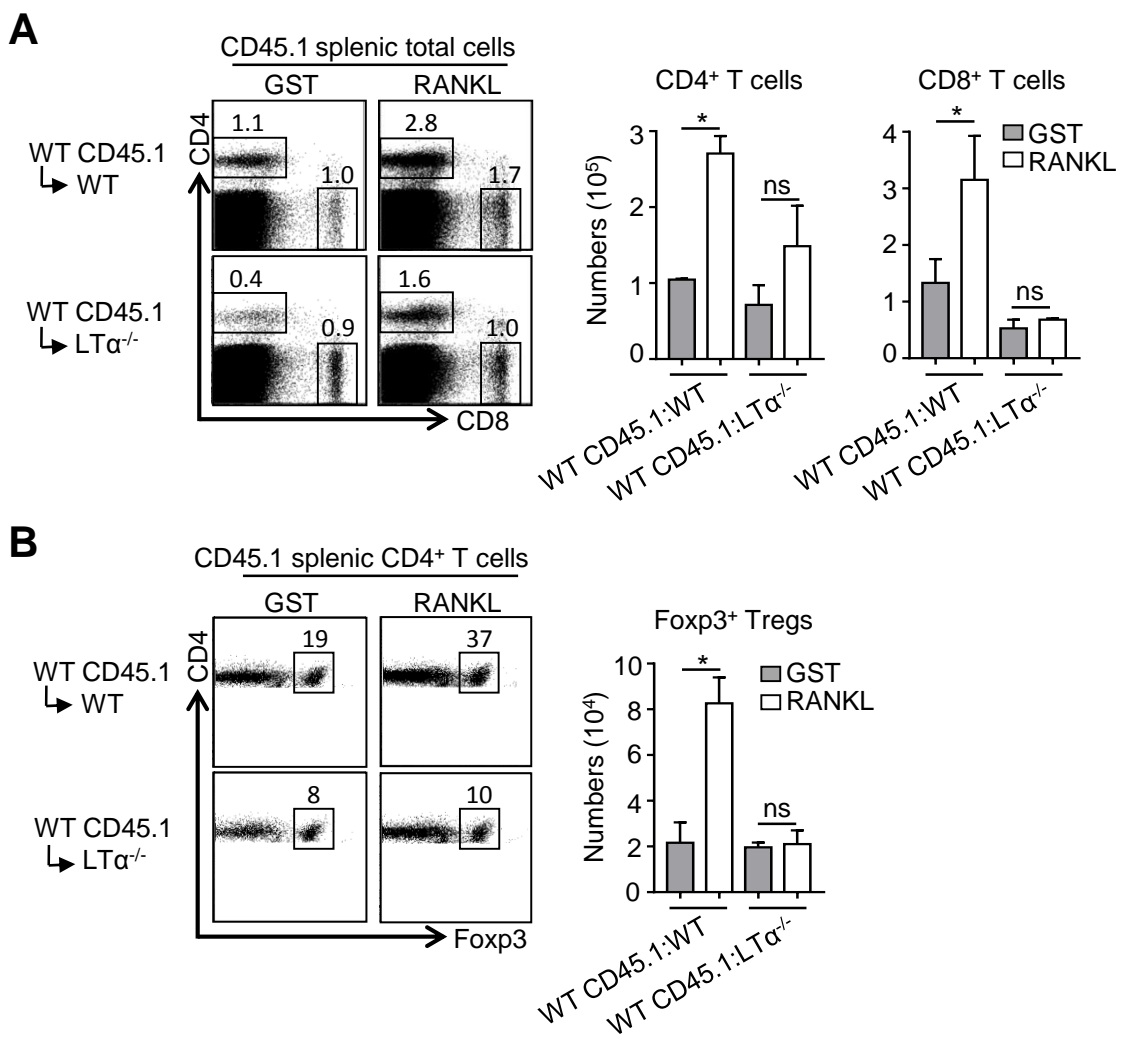 A
CD45.1 splenic total cells
GST
RANKL
CD4
WT CD45.1
WT
1.1
1.0
2.8
1.7
WT CD45.1
LTα-/-
0.4
0.9
1.6
1.0
CD8
CD4+ T cells
Numbers (10⁵)
3
2
1
0
*
ns
WT CD45.1:WT
WT CD45.1:LTα-/-
CD8+ T cells
4
3
2
1
0
*
ns
GST
RANKL
WT CD45.1:WT
WT CD45.1:LTα-/-
B
CD45.1 splenic CD4+ T cells
GST
RANKL
CD4
WT CD45.1
WT
19
37
WT CD45.1
LTα-/-
8
10
Foxp3
Foxp3+ Tregs
Numbers (10⁴)
10
8
6
4
2
0
*
ns
GST
RANKL
WT CD45.1:WT
WT CD45.1:LTα-/-